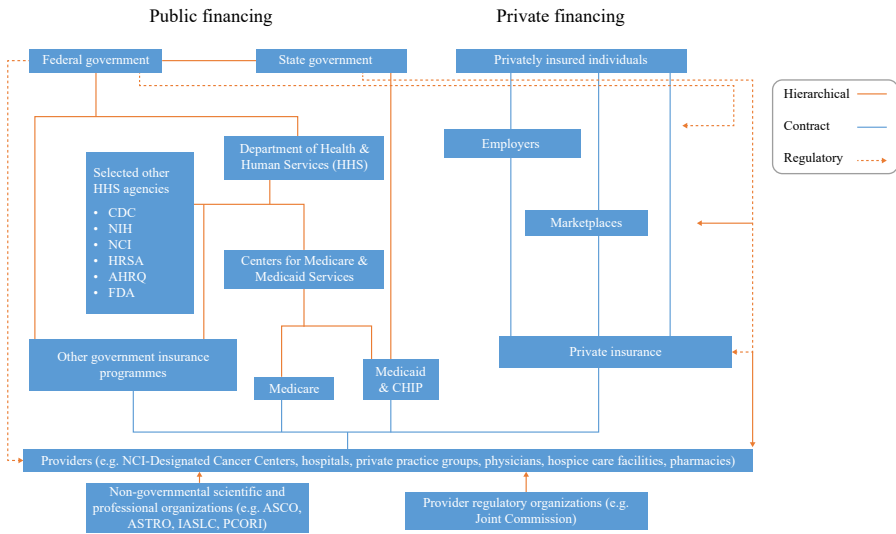 Public financing
Private financing
Federal government
State government
Privately insured individuals
Hierarchical
Contract
Regulatory
Employers
Department of Health &
Human Services (HHS)
Selected other
HHS agencies
• CDC
• NIH
• NCI
• HRSA
• AHRQ
• FDA
Marketplaces
Centers for Medicare &
Medicaid Services
Other government insurance
programmes
Private insurance
Medicare
Medicaid
& CHIP
Providers (e.g. NCI-Designated Cancer Centers, hospitals, private practice groups, physicians, hospice care facilities, pharmacies)
Non-governmental scientific and
professional organizations (e.g. ASCO,
ASTRO, IASLC, PCORI)
Provider regulatory organizations (e.g.
Joint Commission)